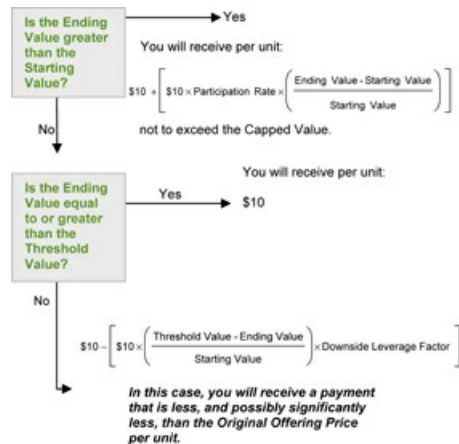 Is the Ending
Value greater
than the
Starting
Value?
Yes
You will receive per unit:
$10 + [ $10 × Participation Rate × ( Ending Value - Starting Value / Starting Value ) ]
not to exceed the Capped Value.
No
Is the Ending
Value equal
to or greater
than the
Threshold
Value?
Yes
You will receive per unit:
$10
No
$10 – [ $10 × ( Threshold Value - Ending Value / Starting Value ) × Downside Leverage Factor ]
In this case, you will receive a payment
that is less, and possibly significantly
less, than the Original Offering Price
per unit.